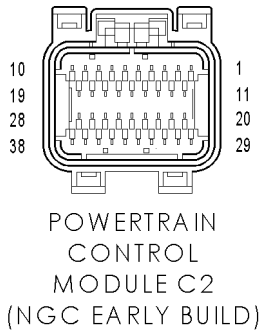 10 1
19 11
28 20
38 29
POWERTRAIN
CONTROL
MODULE C2
(NGC EARLY BUILD)